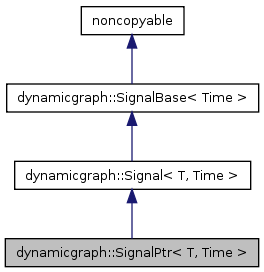 noncopyable
dynamicgraph::SignalBase< Time >
dynamicgraph::Signal< T, Time >
dynamicgraph::SignalPtr< T, Time >